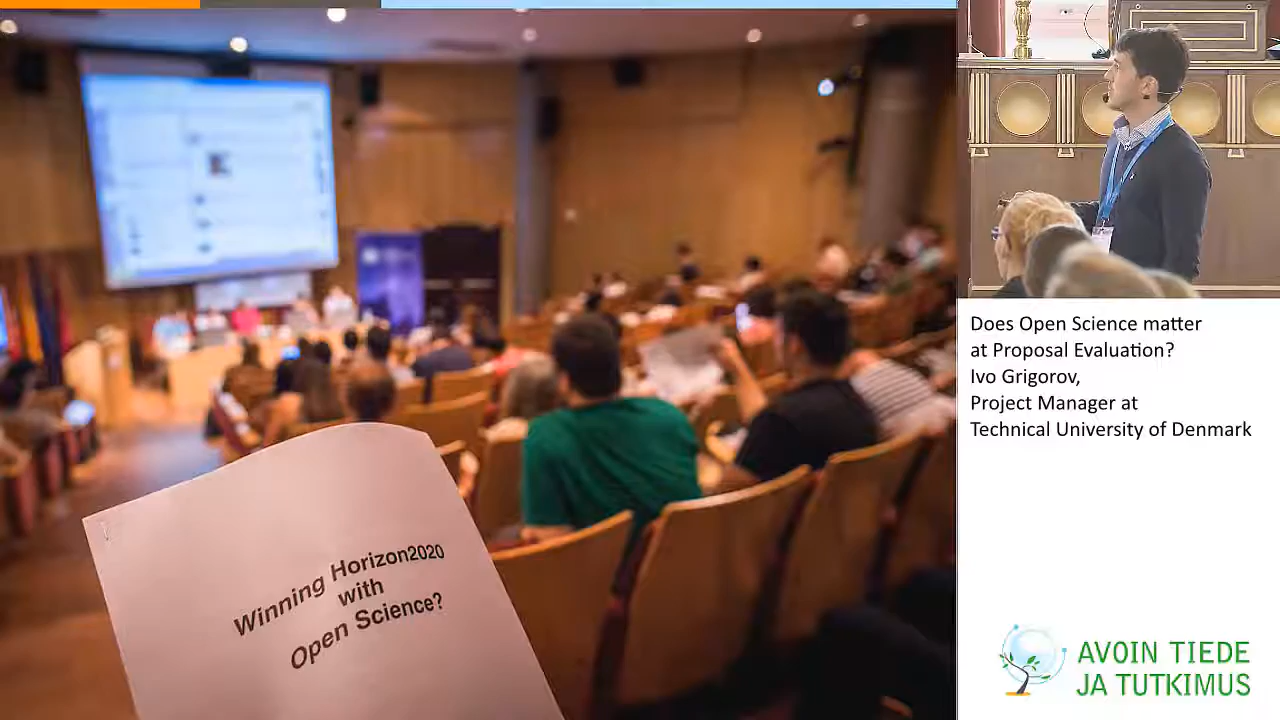 Winning Horizon2020
with
Open Science?
Does Open Science matter
at Proposal Evaluation?
Ivo Grigorov,
Project Manager at
Technical University of Denmark
AVOIN TIEDE
JA TUTKIMUS